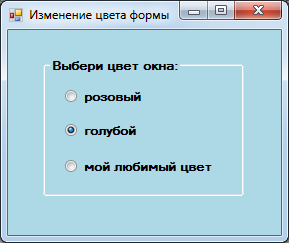 Изменение цвета формы
Выбери цвет окна:
розовый
голубой
мой любимый цвет